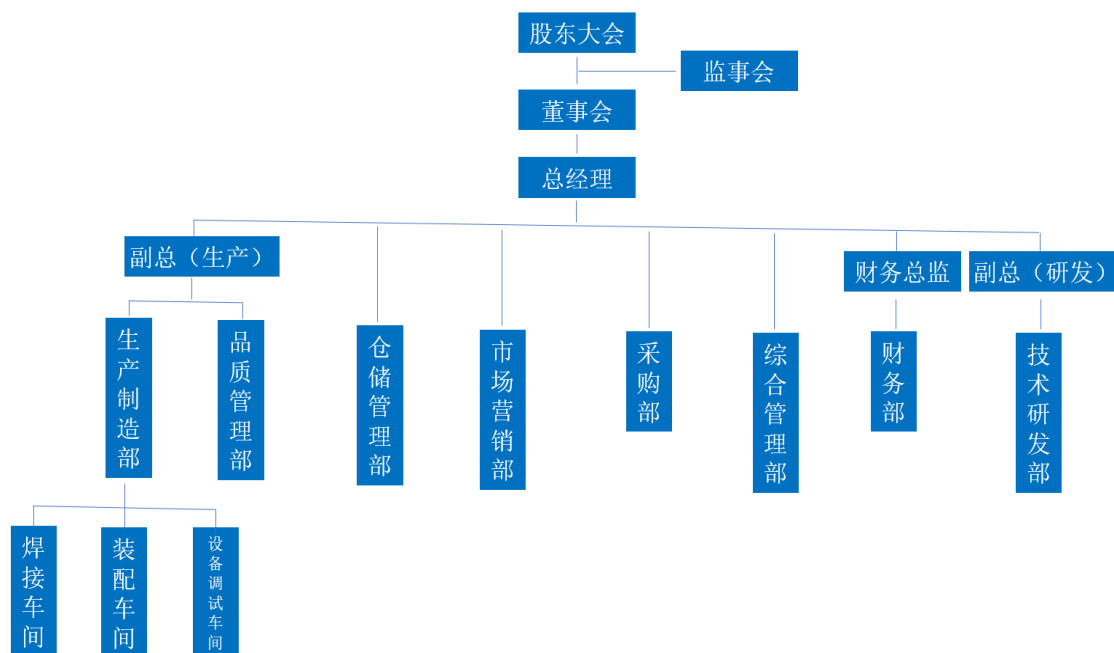 股东大会
监事会
董事会
总经理
副总（生产）
财务总监
副总（研发）
生产制造部
品质管理部
仓储管理部
市场营销部
采购部
综合管理部
财务部
技术研发部
焊接车间
装配车间
设备调试车间